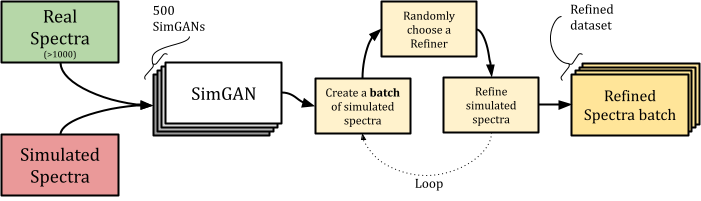 Real
Spectra
(>1000)
Simulated
Spectra
500
SimGANs
SimGAN
Create a batch
of simulated
spectra
Randomly
choose a
Refiner
Refine
simulated
spectra
Loop
Refined
dataset
Refined
Spectra batch